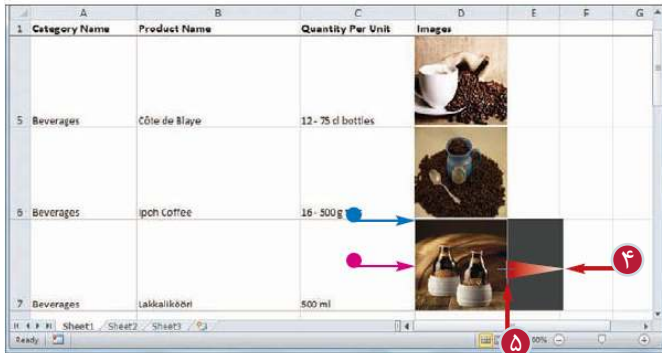 A B C D E F G
1 Category Name Product Name Quantity Per Unit Images
5 Beverages Côte de Blaye 12 - 75 cl bottles
6 Beverages Ipoh Coffee 16 - 500 g
۴
7 Beverages Lakkalikööri 500 ml
Sheet1 Sheet2 Sheet3
Ready
۵